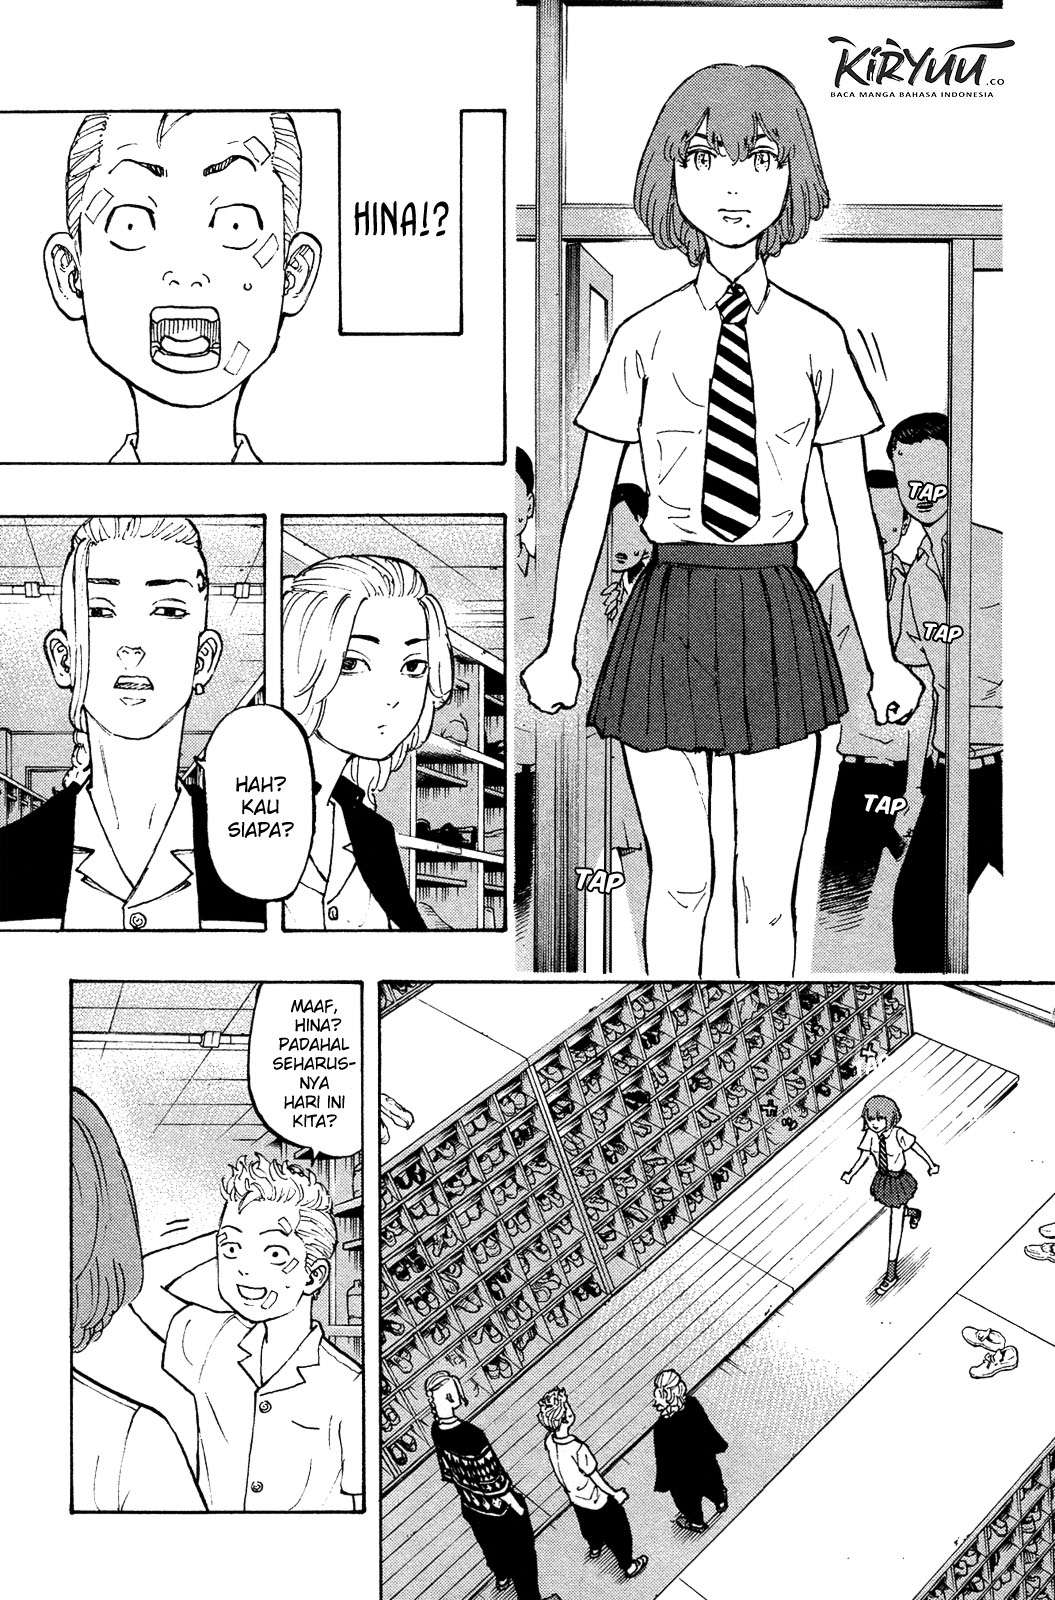 KIRYUU.CO
BACA MANGA BAHASA INDONESIA
HINA!?
TAP
TAP
TAP
TAP
HAH?
KAU
SIAPA?
MAAF,
HINA?
PADAHAL
SEHARUS-
NYA
HARI INI
KITA?